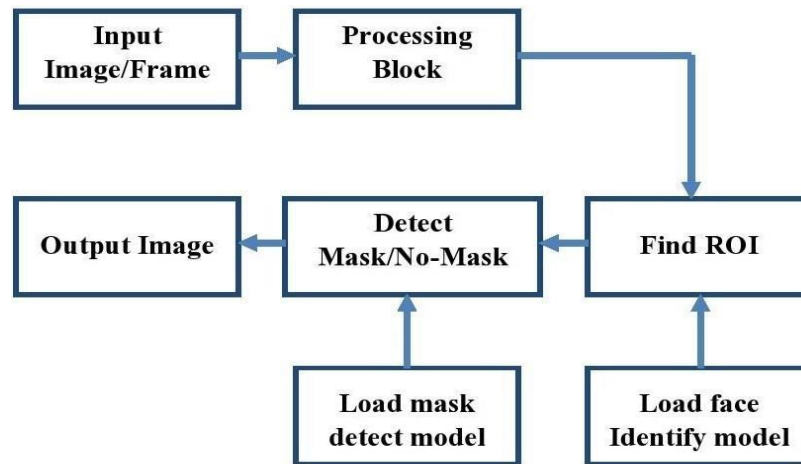 Input
Image/Frame
Processing
Block
Output Image
Detect
Mask/No-Mask
Find ROI
Load mask
detect model
Load face
Identify model